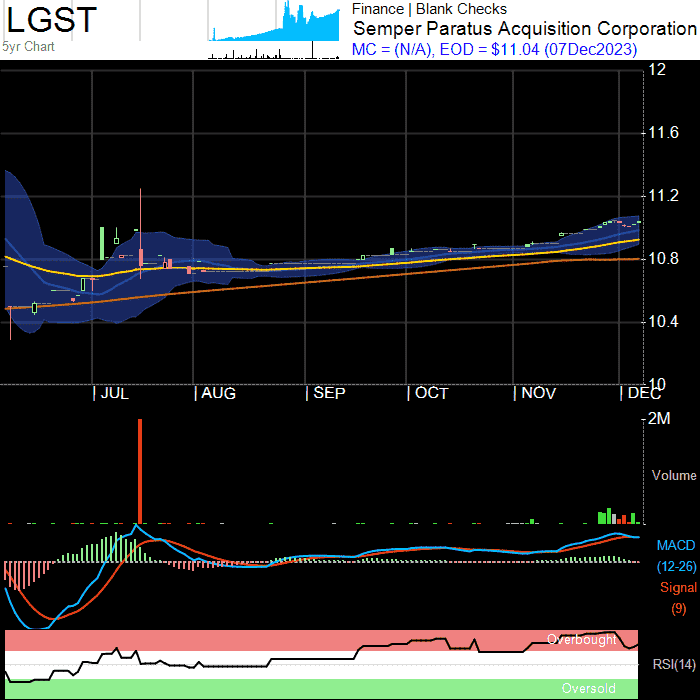 LGST
Finance | Blank Checks
Semper Paratus Acquisition Corporation
5yr Chart
MC = (N/A), EOD = $11.04 (07Dec2023)
12
11.6
11.2
10.8
10.4
10
| JUL | AUG | SEP | OCT | NOV | DEC
2M
Volume
MACD
(12-26)
Signal
(9)
Overbought
RSI(14)
Oversold